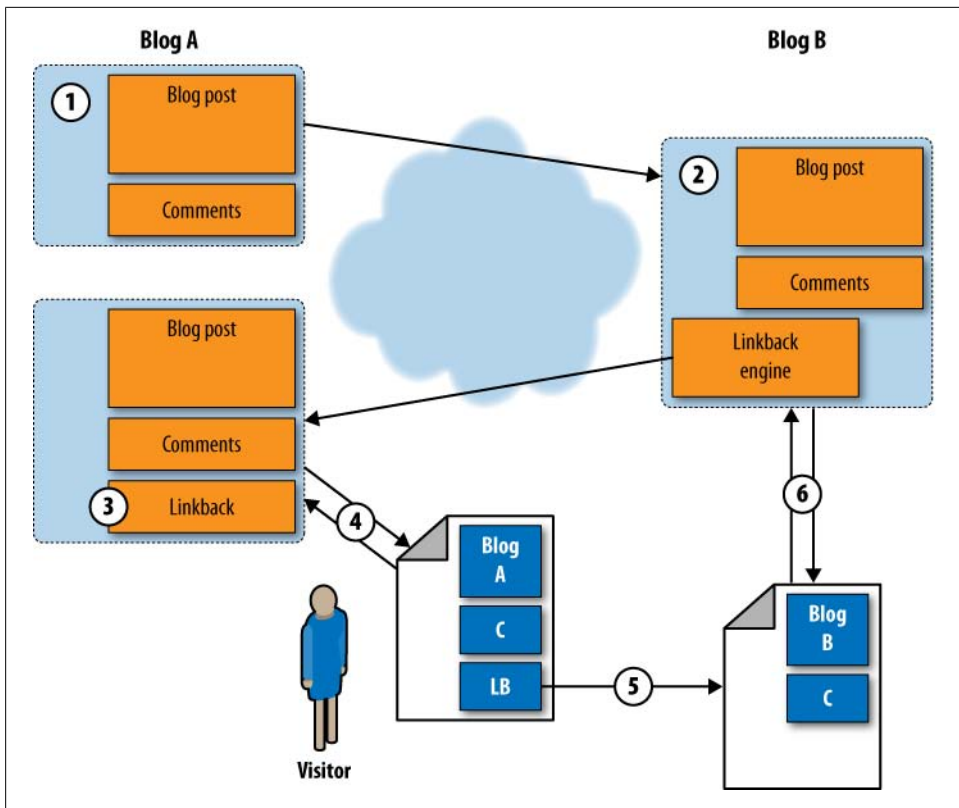 Blog A
Blog B
1
Blog post
Comments
2
Blog post
Comments
Linkback
engine
Blog post
Comments
3
Linkback
4
6
Blog
A
C
LB
5
Blog
B
C
Visitor